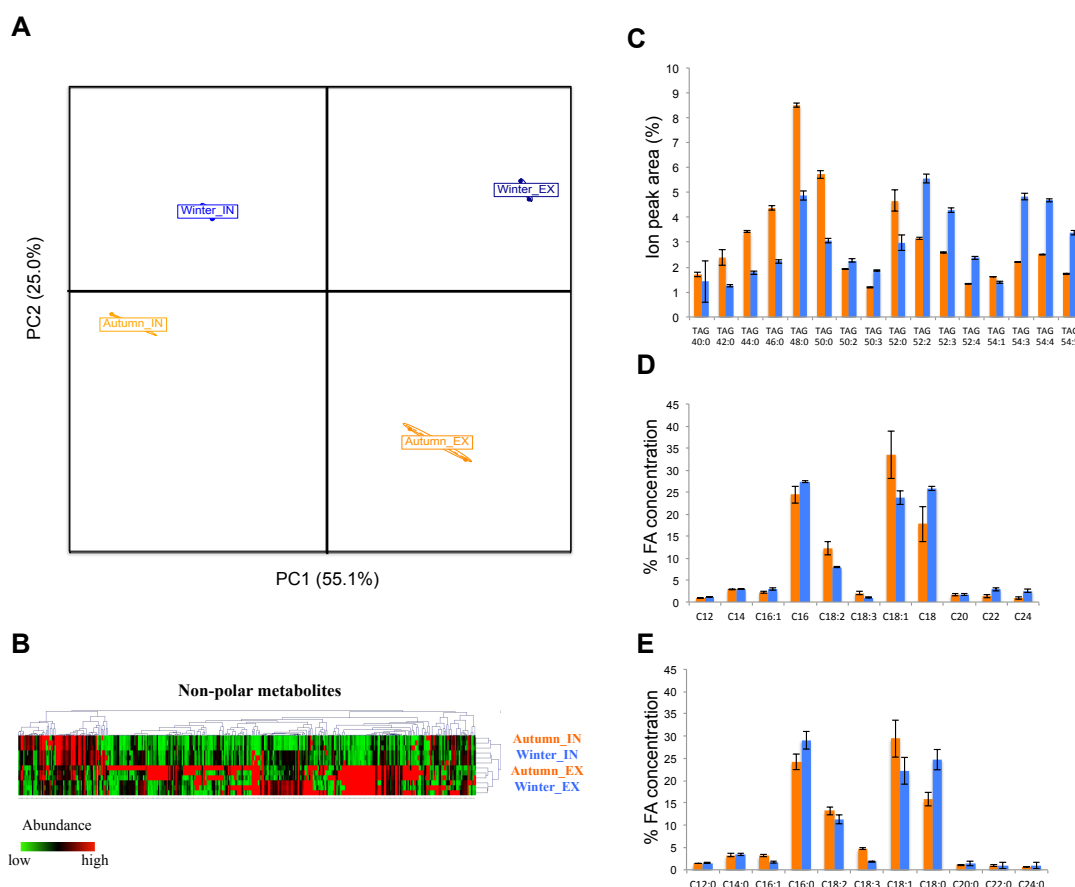 A
Winter_IN
Winter_EX
Autumn_IN
Autumn_EX
PC2 (25.0%)
PC1 (55.1%)
B
Non-polar metabolites
Autumn_IN
Winter_IN
Autumn_EX
Winter_EX
Abundance
low high
C
Ion peak area (%)
10
9
8
7
6
5
4
3
2
1
0
TAG TAG TAG TAG TAG TAG TAG TAG TAG TAG TAG TAG TAG TAG TAG TAG
40:0 42:0 44:0 46:0 48:0 50:0 50:2 50:3 52:0 52:2 52:3 52:4 54:1 54:3 54:4 54:
D
% FA concentration
45
40
35
30
25
20
15
10
5
0
C12 C14 C16:1 C16 C18:2 C18:3 C18:1 C18 C20 C22 C24
E
% FA concentration
45
40
35
30
25
20
15
10
5
0
C12:0 C14:0 C16:1 C16:0 C18:2 C18:3 C18:1 C18:0 C20:0 C22:0 C24:0